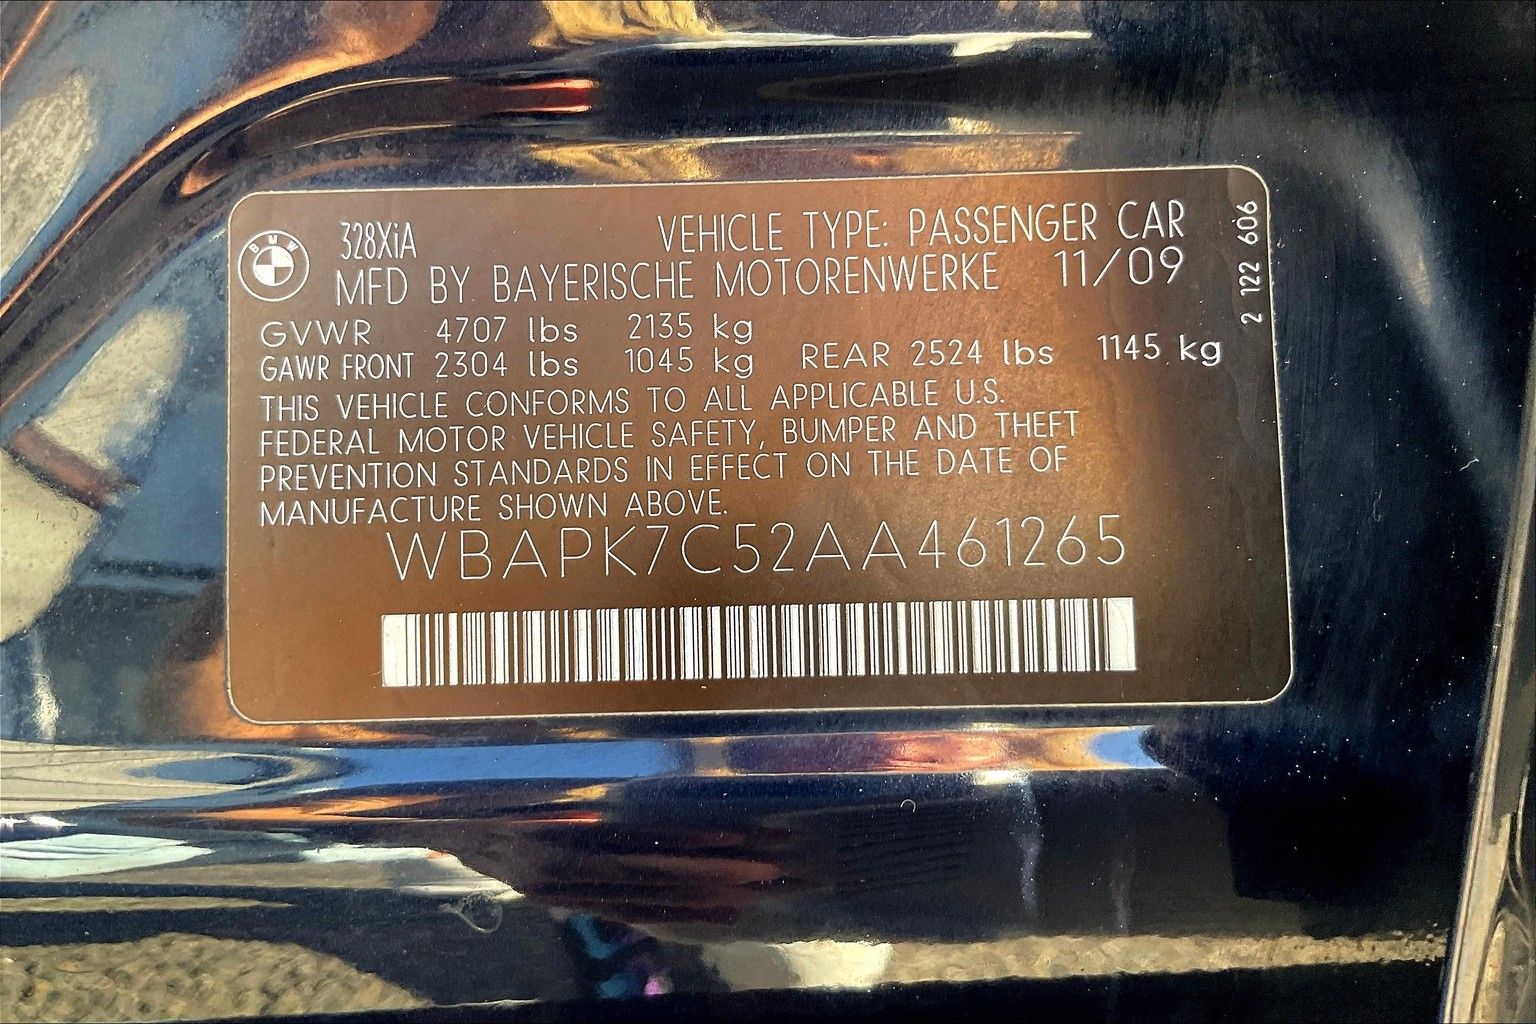 BMW
328XiA
VEHICLE TYPE: PASSENGER CAR
MFD BY BAYERISCHE MOTORENWERKE 11/09
GVWR 4707 lbs 2135 kg
GAWR FRONT 2304 lbs 1045 kg REAR 2524 lbs 1145 kg
THIS VEHICLE CONFORMS TO ALL APPLICABLE U.S.
FEDERAL MOTOR VEHICLE SAFETY, BUMPER AND THEFT
PREVENTION STANDARDS IN EFFECT ON THE DATE OF
MANUFACTURE SHOWN ABOVE.
WBAPK7C52AA461265
2 122 606